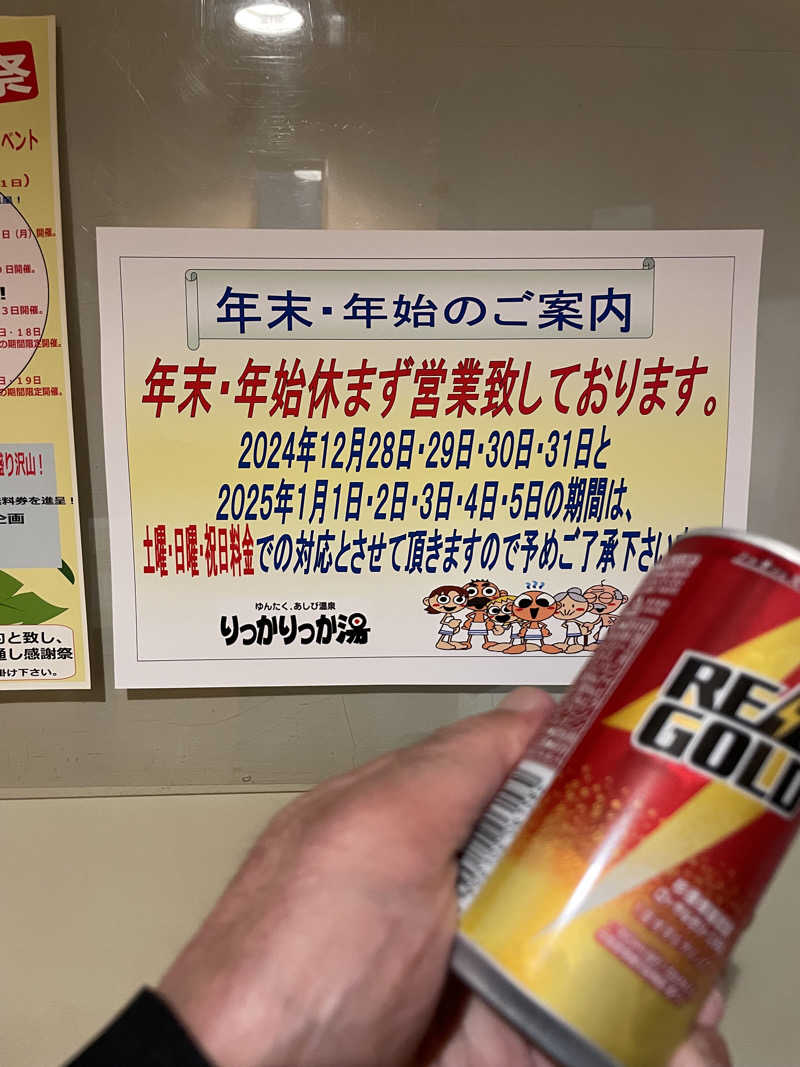 祭
ベント
1日)
日(月)開催。
日開催。
3日開催。
日・18日
の期間限定開催。
日・19日
の期間限定開催。
盛り沢山!
料券を進呈!
企画
と致し、
通し感謝祭
掛け下さい。
年末・年始のご案内
年末・年始休まず営業致しております。
2024年12月28日・29日・30日・31日と
2025年1月1日・2日・3日・4日・5日の期間は、
土曜・日曜・祝日料金での対応とさせて頂きますので予めご了承下さい
ゆんたく、あしび温泉
りっかりっか湯
REAL
GOLD